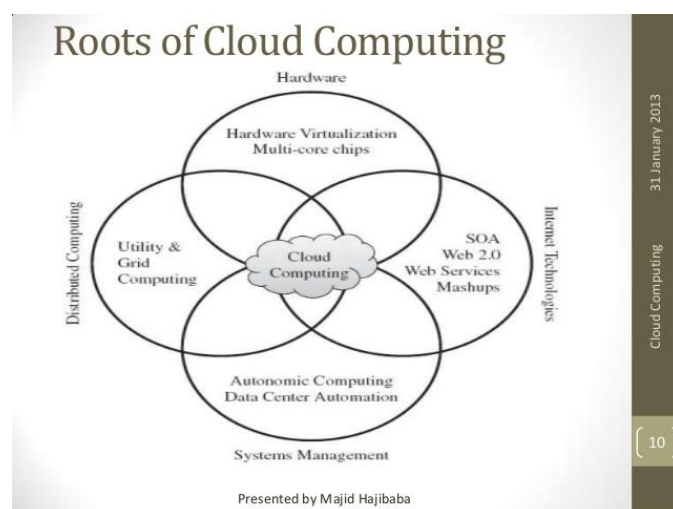 Roots of Cloud Computing
Hardware
Hardware Virtualization
Multi-core chips
Distributed Computing
Utility &
Grid
Computing
Cloud
Computing
SOA
Web 2.0
Web Services
Mashups
Internet Technologies
Autonomic Computing
Data Center Automation
Systems Management
Presented by Majid Hajibaba
31 January 2013
Cloud Computing
10